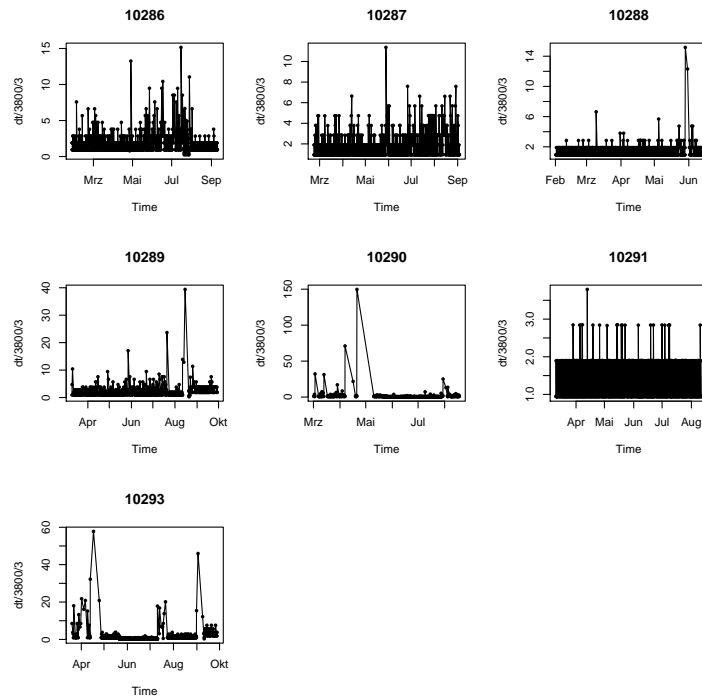 10286
dt/3800/3
0 5 10 15
Mrz Mai Jul Sep
Time
10287
dt/3800/3
2 4 6 8 10
Mrz Mai Jul Sep
Time
10288
dt/3800/3
2 6 10 14
Feb Mrz Apr Mai Jun
Time
10289
dt/3800/3
0 10 20 30 40
Apr Jun Aug Okt
Time
10290
dt/3800/3
0 50 100 150
Mrz Mai Jul
Time
10291
dt/3800/3
1.0 2.0 3.0
Apr Mai Jun Jul Aug
Time
10293
dt/3800/3
0 20 40 60
Apr Jun Aug Okt
Time